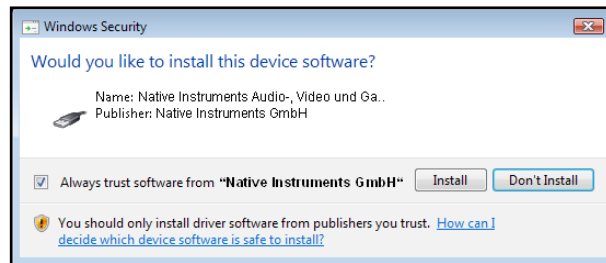 Windows Security
Would you like to install this device software?
Name: Native Instruments Audio-, Video und Ga..
Publisher: Native Instruments GmbH
Always trust software from "Native Instruments GmbH" Install Don't Install
You should only install driver software from publishers you trust. How can I
decide which device software is safe to install?